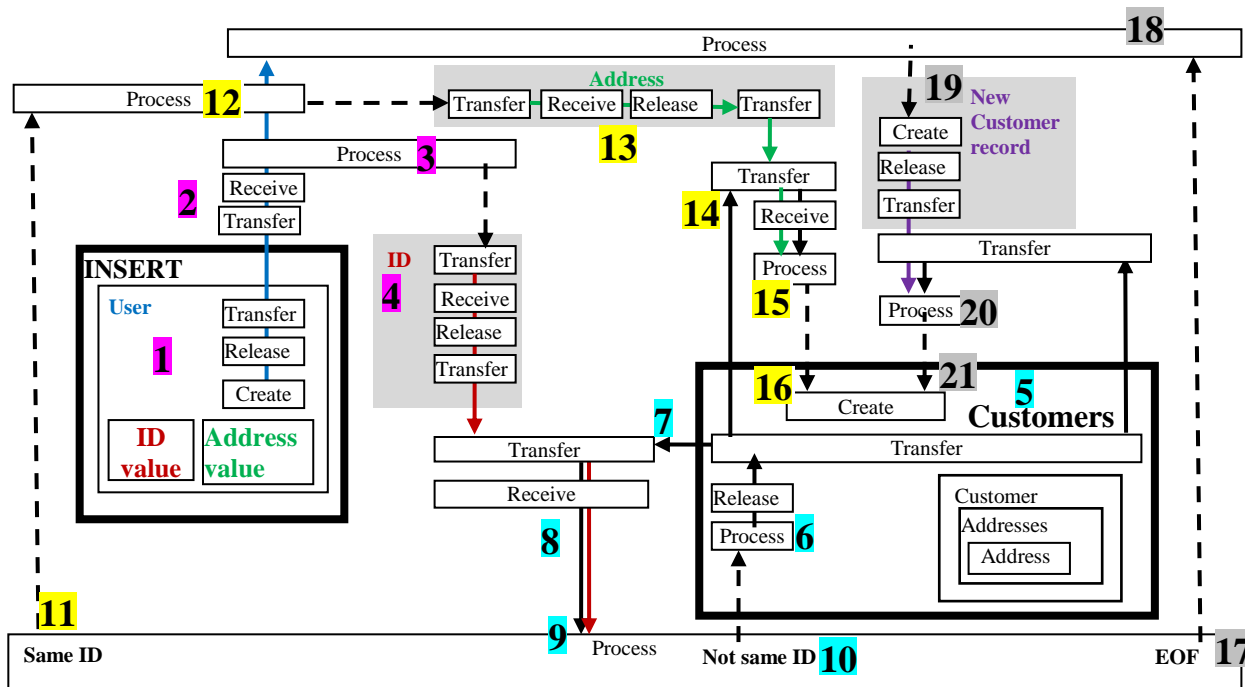 18
Process
Process
12
Address
Transfer
Receive
Release
Transfer
13
19
New
Customer
record
Create
Release
Transfer
Process
3
2
Receive
Transfer
Transfer
14
Receive
Process
15
Transfer
Process
20
INSERT
User
1
Transfer
Release
Create
ID
value
Address
value
ID
4
Transfer
Receive
Release
Transfer
16
21
5
Create
Customers
7
Transfer
Transfer
Receive
Release
Process
6
8
Customer
Addresses
Address
11
9
Same ID
Process
Not same ID
10
EOF
17